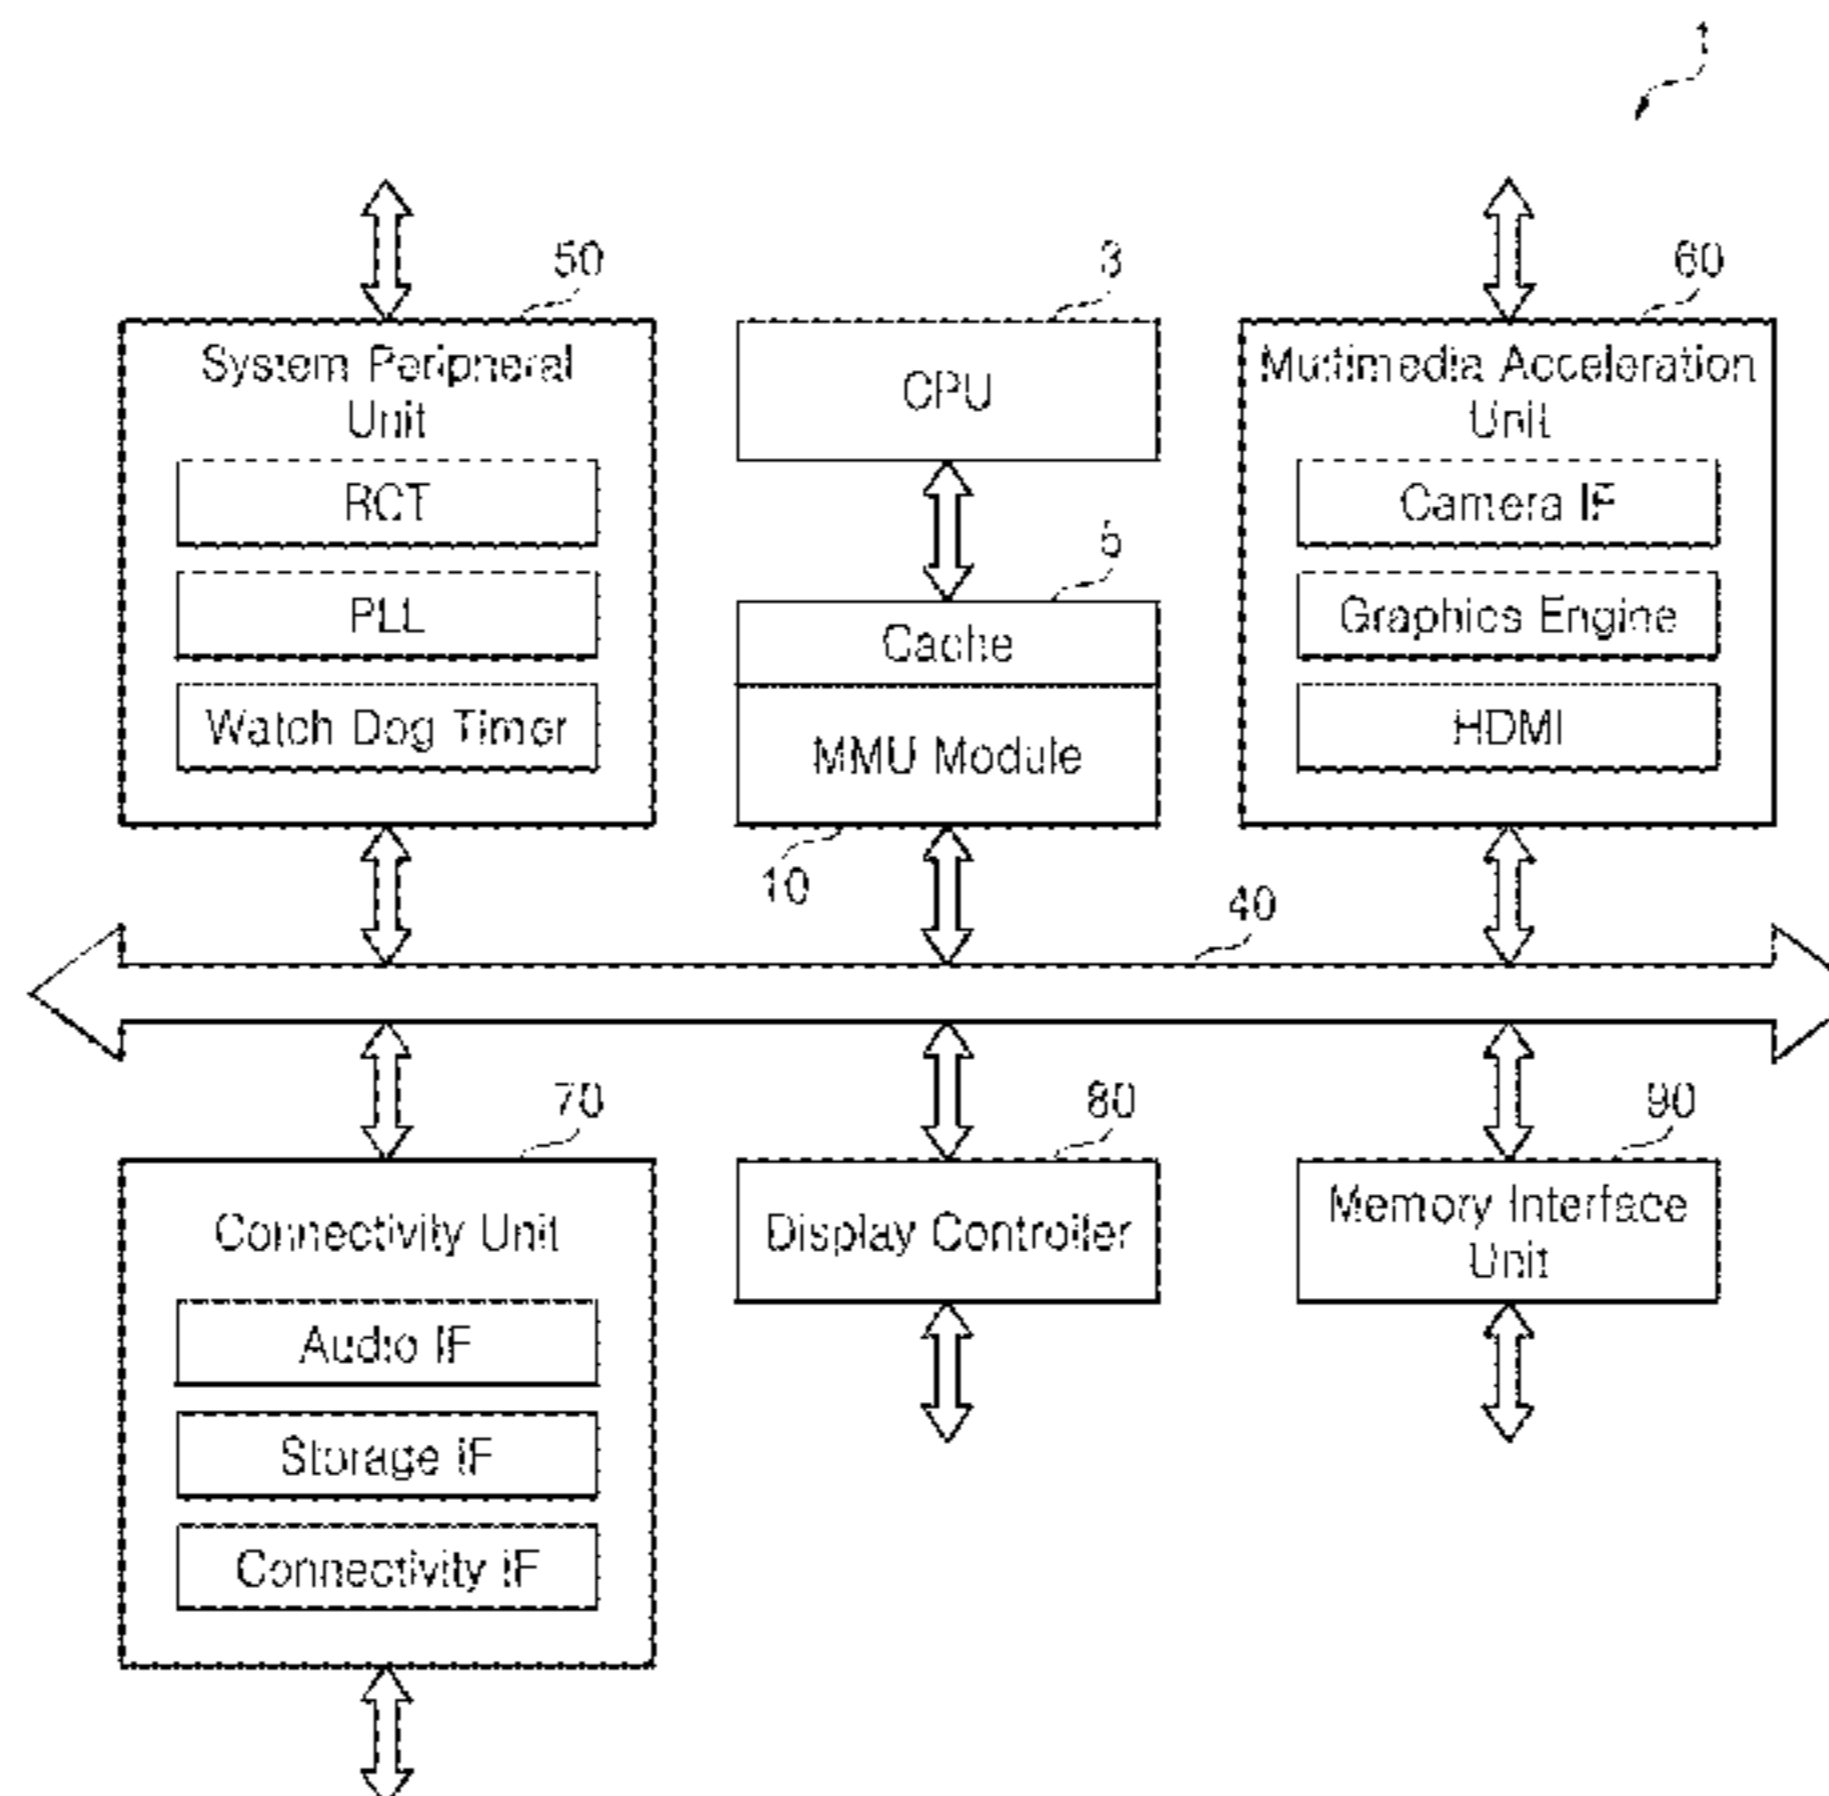 1
50
3
60
System Peripheral
Unit
RCT
PLL
Watch Dog Timer
CPU
5
Cache
MMU Module
10
Multimedia Acceleration
Unit
Camera IF
Graphics Engine
HDMI
40
70
80
90
Connectivity Unit
Audio IF
Storage IF
Connectivity IF
Display Controller
Memory Interface
Unit